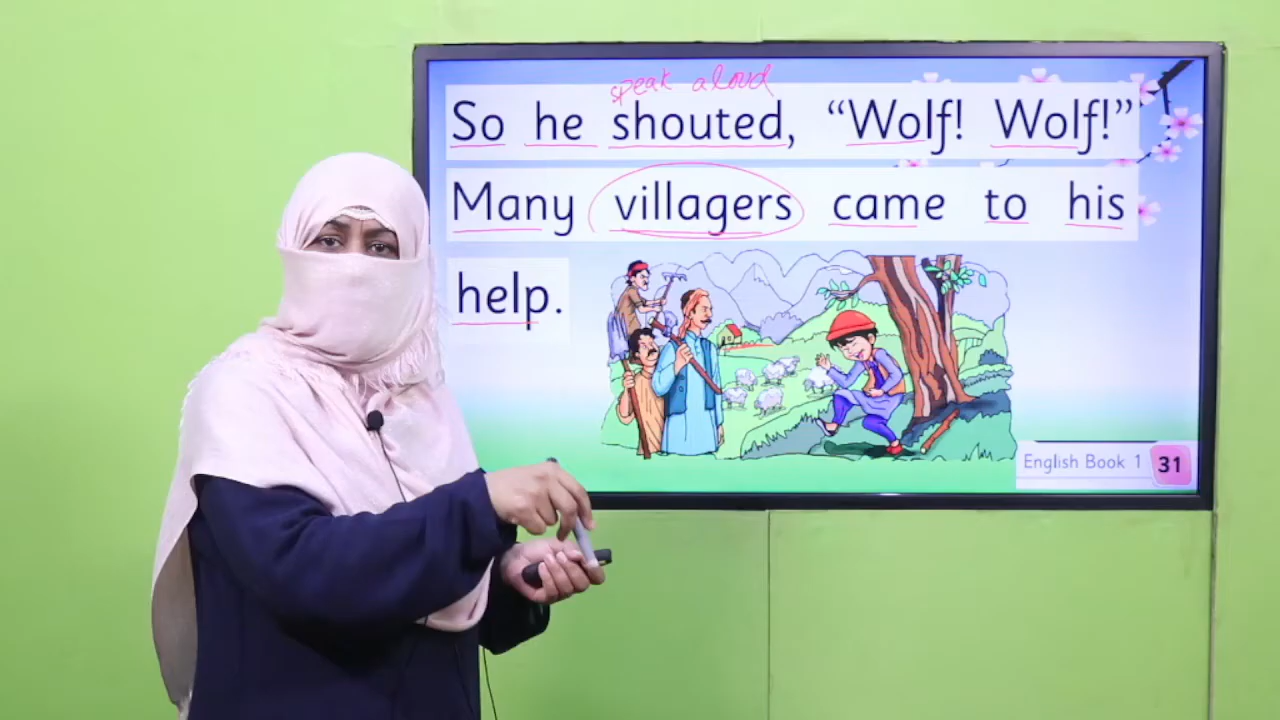 speak aloud
So he shouted, “Wolf! Wolf!”
Many villagers came to his
help.
English Book 1 31